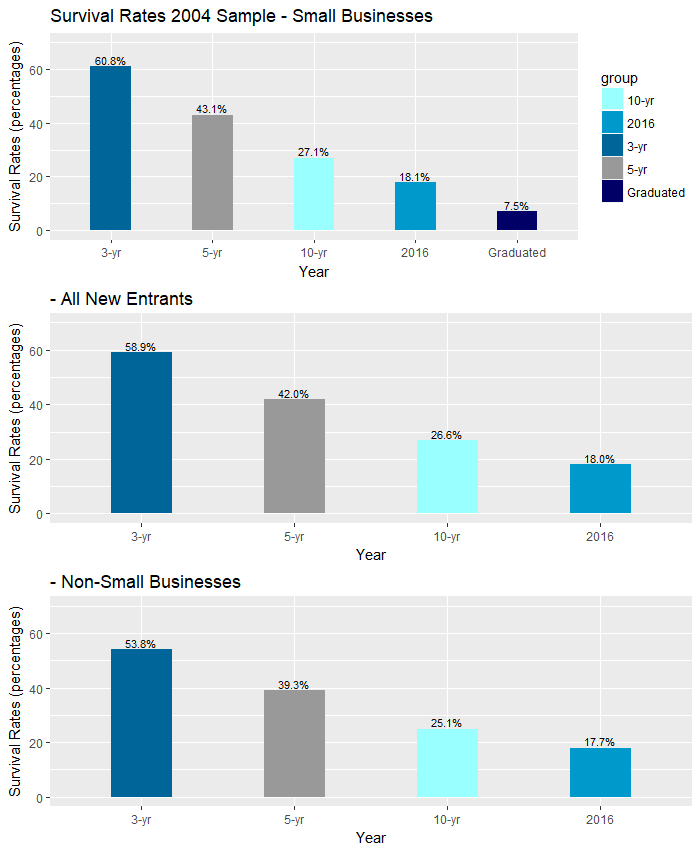 Survival Rates 2004 Sample - Small Businesses
Survival Rates (percentages)
60
40
20
0
60.8%
43.1%
27.1%
18.1%
7.5%
3-yr
5-yr
10-yr
2016
Graduated
Year
group
10-yr
2016
3-yr
5-yr
Graduated
- All New Entrants
Survival Rates (percentages)
60
40
20
0
58.9%
42.0%
26.6%
18.0%
3-yr
5-yr
10-yr
2016
Year
- Non-Small Businesses
Survival Rates (percentages)
60
40
20
0
53.8%
39.3%
25.1%
17.7%
3-yr
5-yr
10-yr
2016
Year